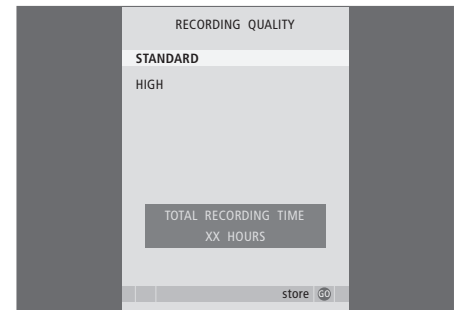 RECORDING QUALITY
STANDARD
HIGH
TOTAL RECORDING TIME
XX HOURS
store GO